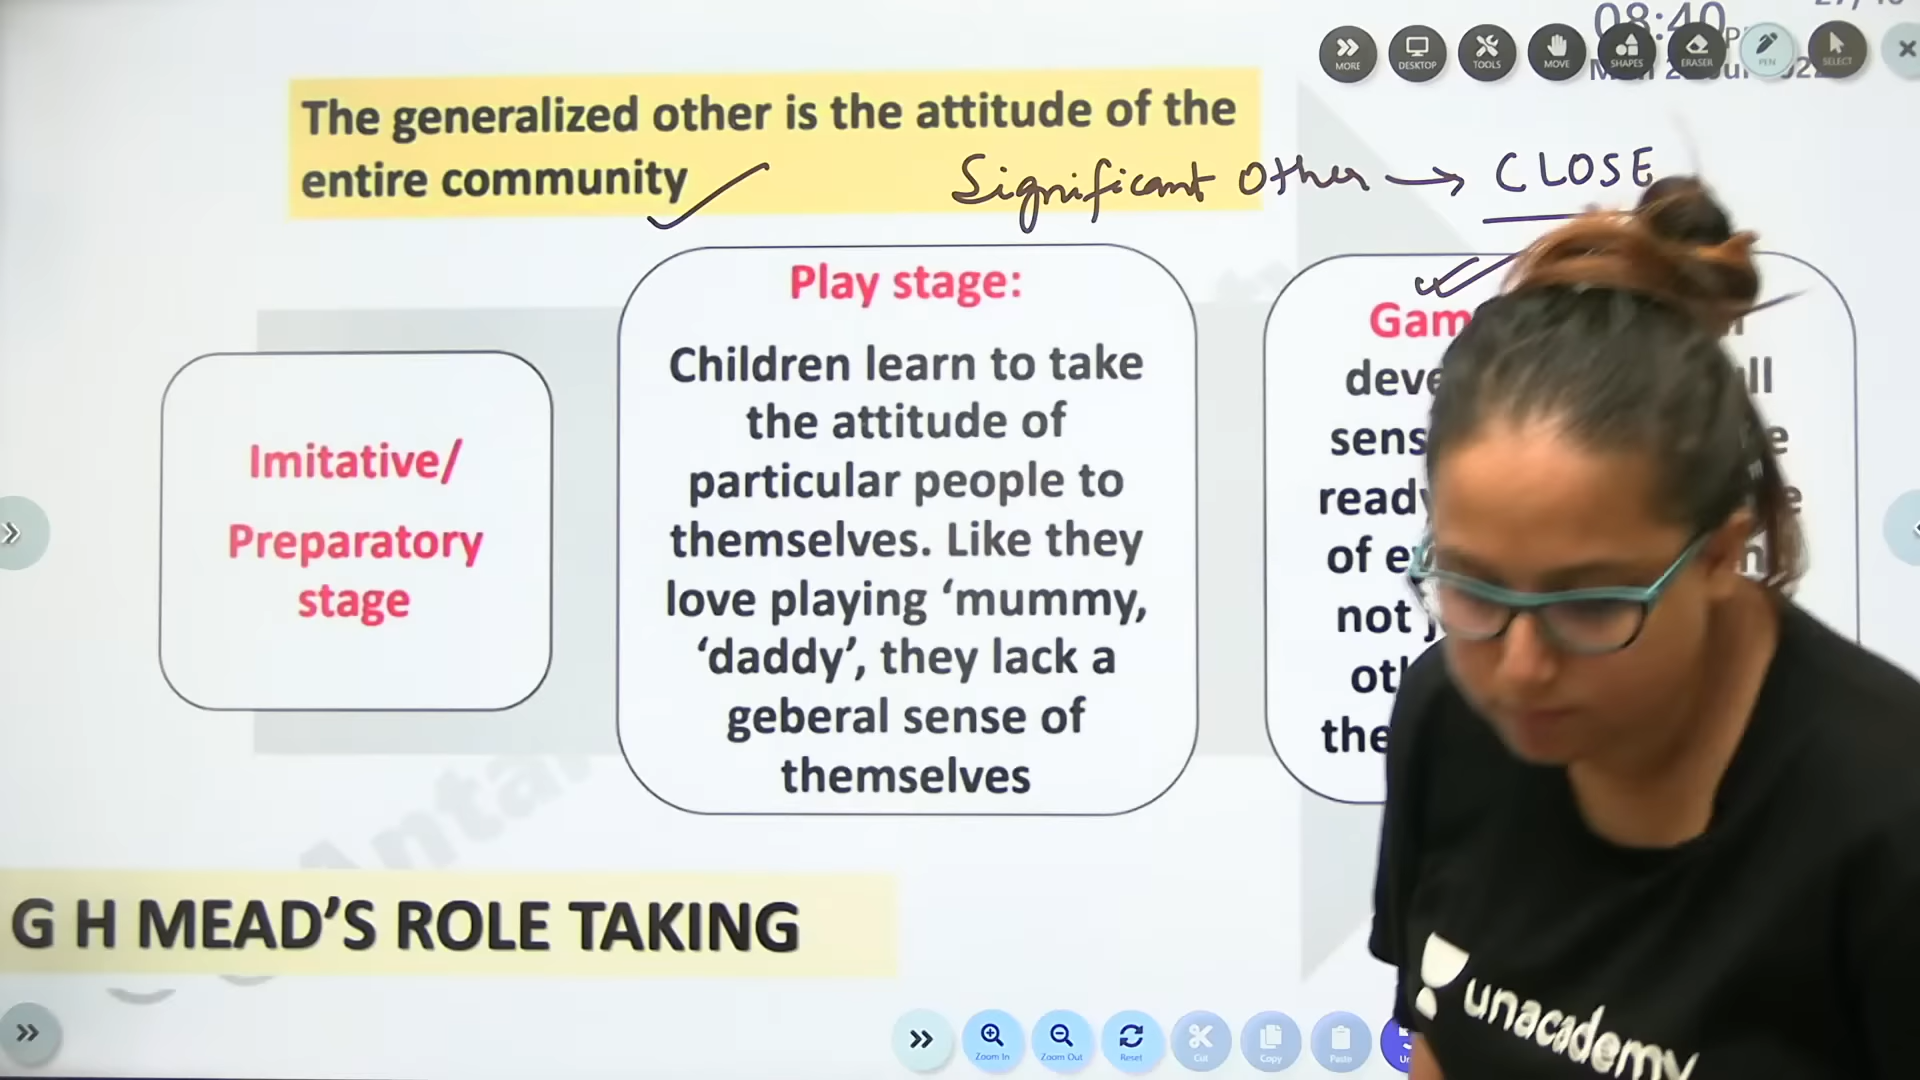 08:40
MORE
DESKTOP
TOOLS
MOVE
SHAPES
ERASER
PEN
SELECT
The generalized other is the attitude of the
entire community
Significant Other → CLOSE
Imitative/
Preparatory
stage
Play stage:
Children learn to take
the attitude of
particular people to
themselves. Like they
love playing ‘mummy,
‘daddy’, they lack a
geberal sense of
themselves
Gam
deve
sens
ready
of e
not
the
G H MEAD’S ROLE TAKING
Zoom In
Zoom Out
Reset
Cut
Copy
Paste
unacademy